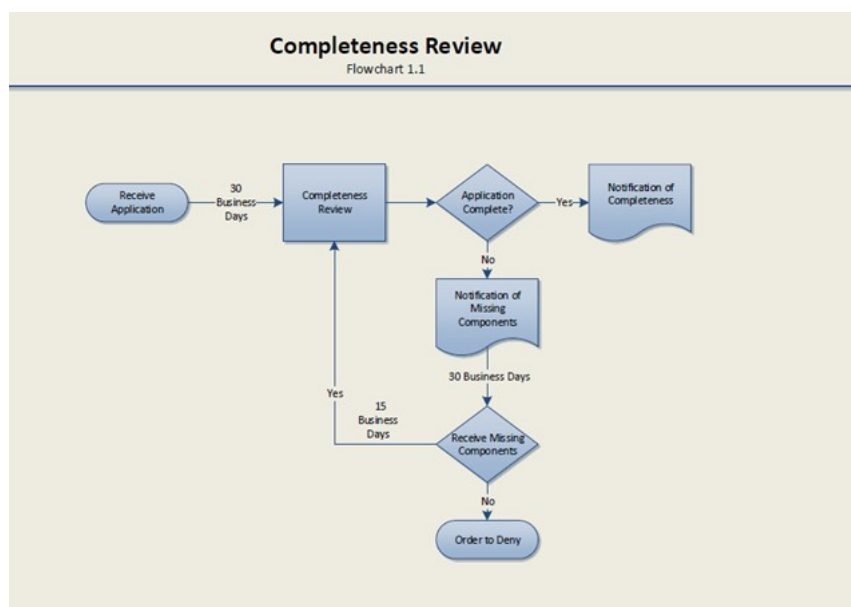 Completeness Review
Flowchart 1.1
Receive
Application
30
Business
Days
Completeness
Review
Application
Complete?
Yes
Notification of
Completeness
No
Notification of
Missing
Components
30 Business Days
Receive Missing
Components
15
Business
Days
Yes
No
Order to Deny